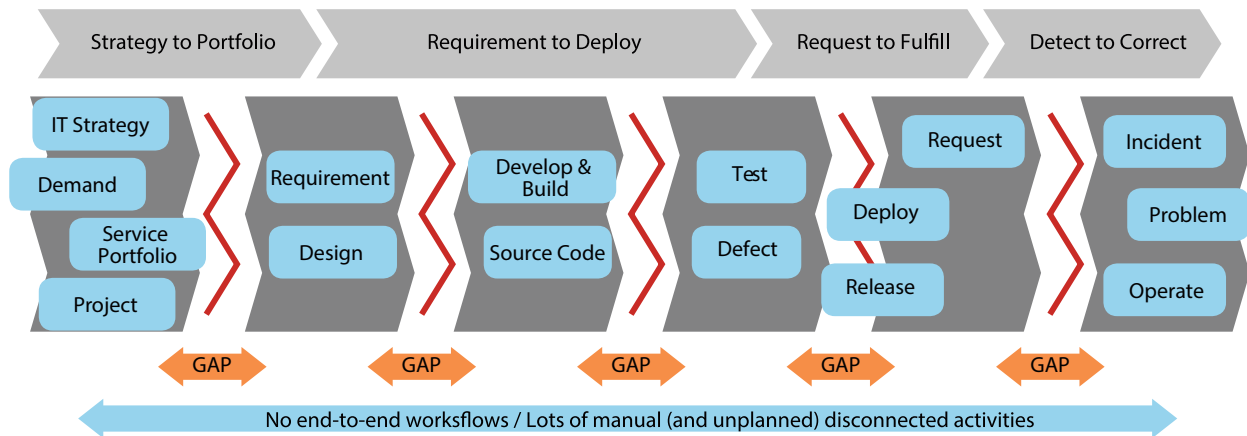 Strategy to Portfolio
Requirement to Deploy
Request to Fulfill
Detect to Correct
IT Strategy
Demand
Service
Portfolio
Project
Requirement
Design
Develop &
Build
Source Code
Test
Defect
Request
Deploy
Release
Incident
Problem
Operate
GAP
GAP
GAP
GAP
GAP
No end-to-end worksflows / Lots of manual (and unplanned) disconnected activities